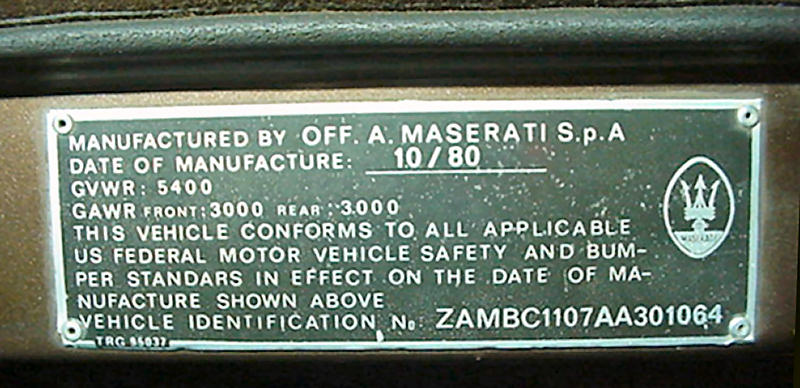 MANUFACTURED BY OFF. A. MASERATI S.p.A
DATE OF MANUFACTURE: 10/80
GVWR: 5400
GAWR FRONT: 3000 REAR: 3000
THIS VEHICLE CONFORMS TO ALL APPLICABLE
US FEDERAL MOTOR VEHICLE SAFETY AND BUM-
PER STANDARS IN EFFECT ON THE DATE OF MA-
NUFACTURE SHOWN ABOVE
VEHICLE IDENTIFICATION No ZAMBC1107AA301064
MASERATI